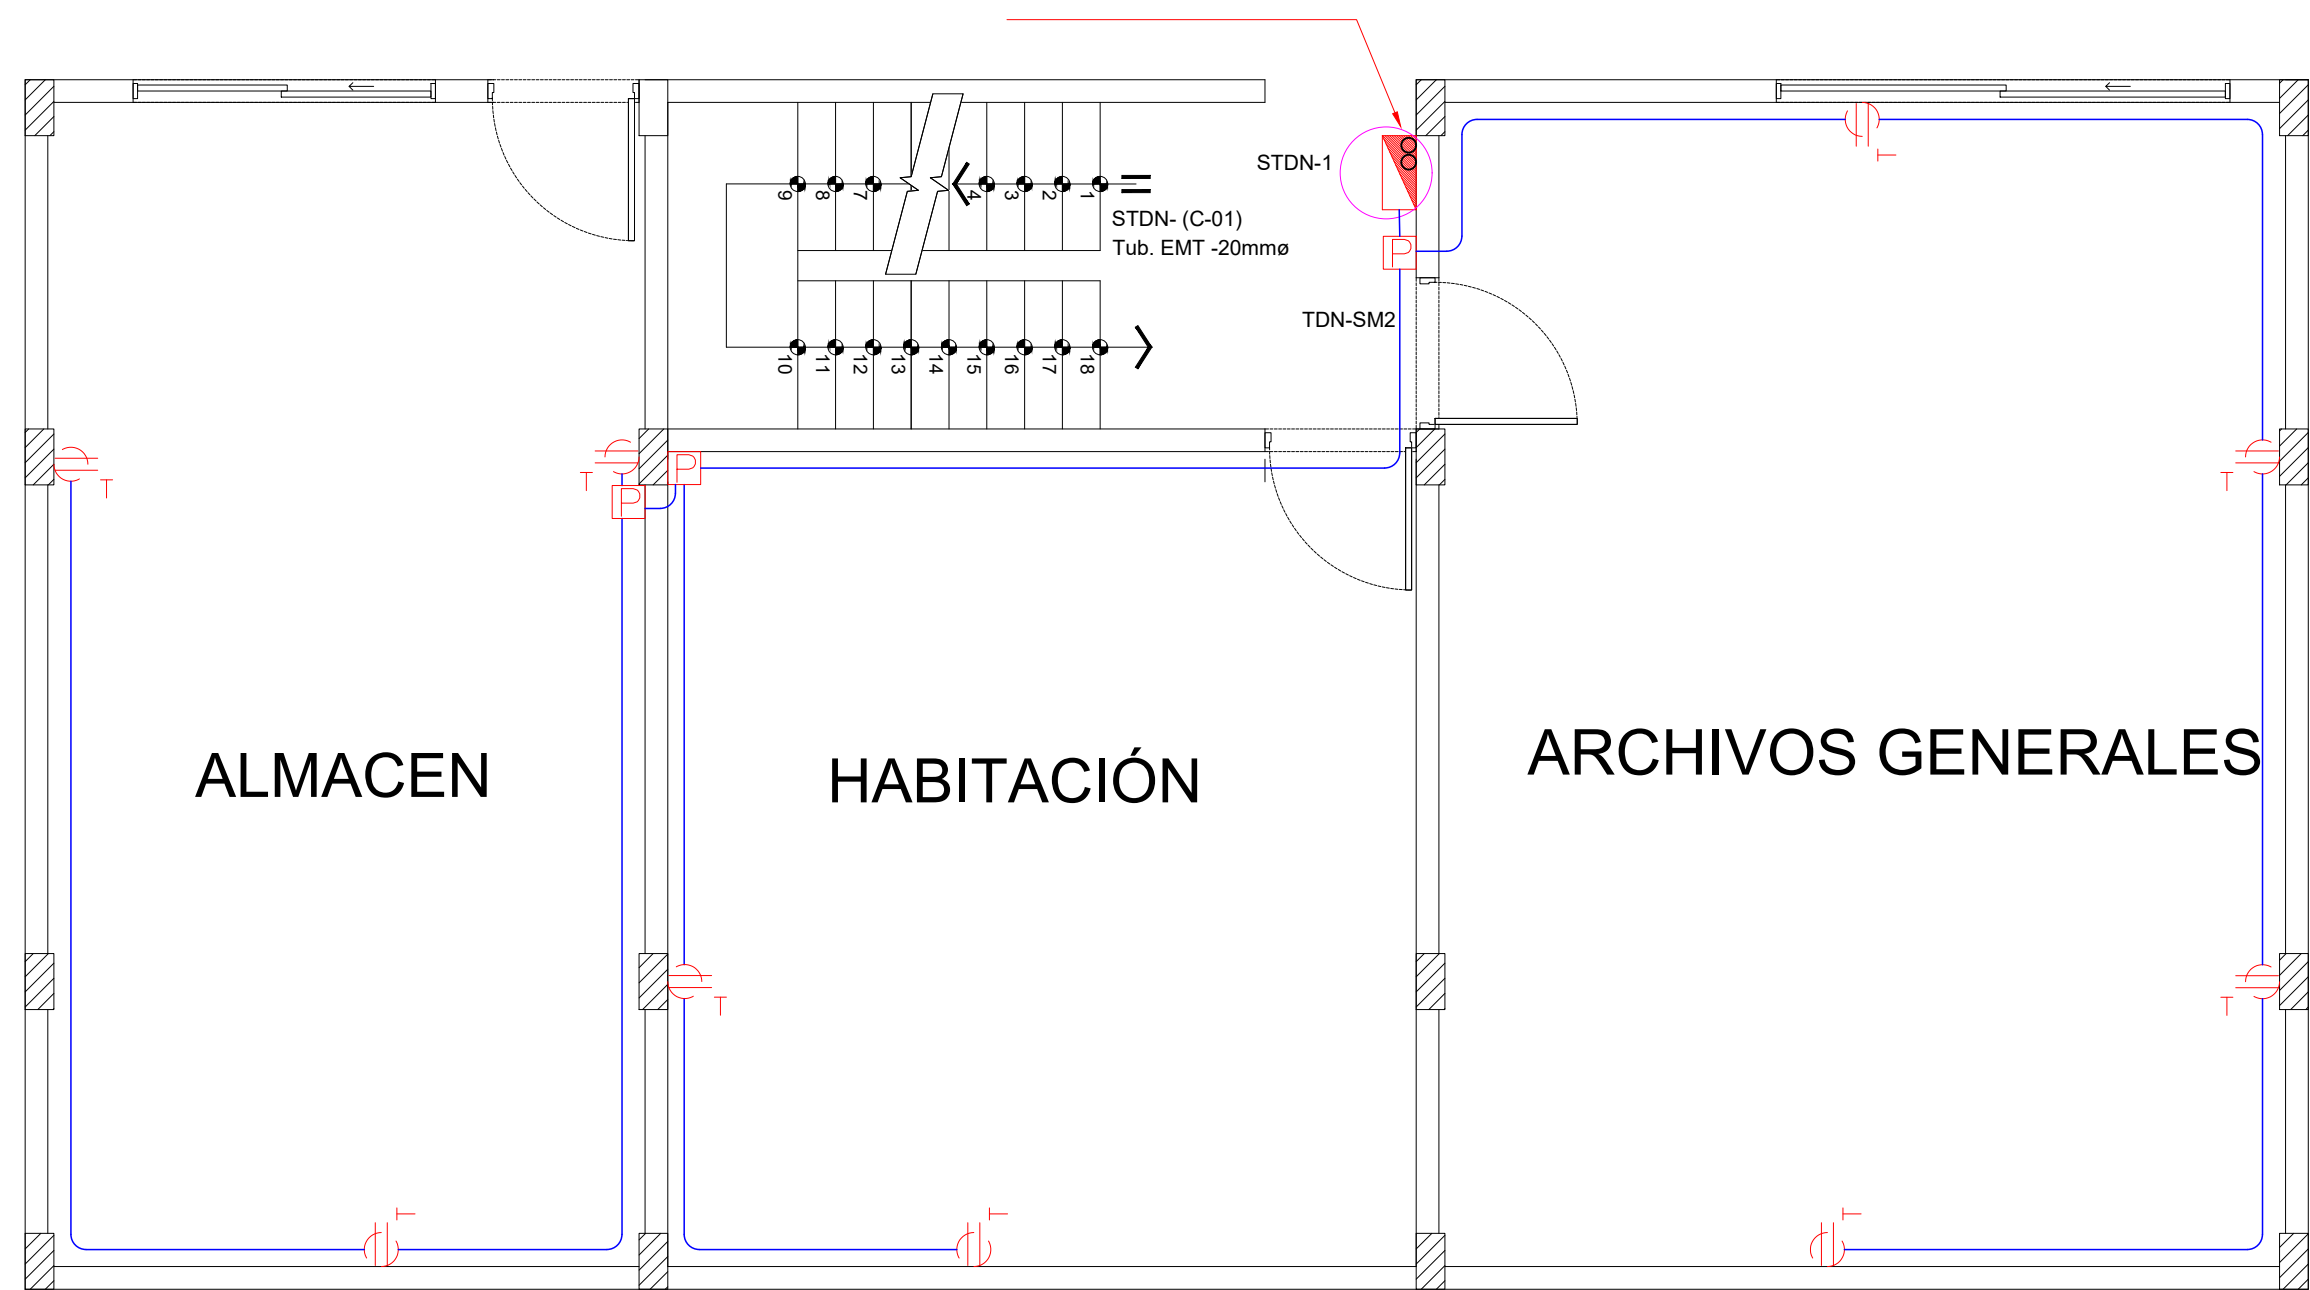 STDN-1
9
8
7
4
3
2
1
STDN- (C-01)
Tub. EMT -20mmø
P
T
TDN-SM2
10
11
12
13
14
15
16
17
18
T
T
P
P
T
ALMACEN
HABITACIÓN
ARCHIVOS GENERALES
T
T
T
T
T